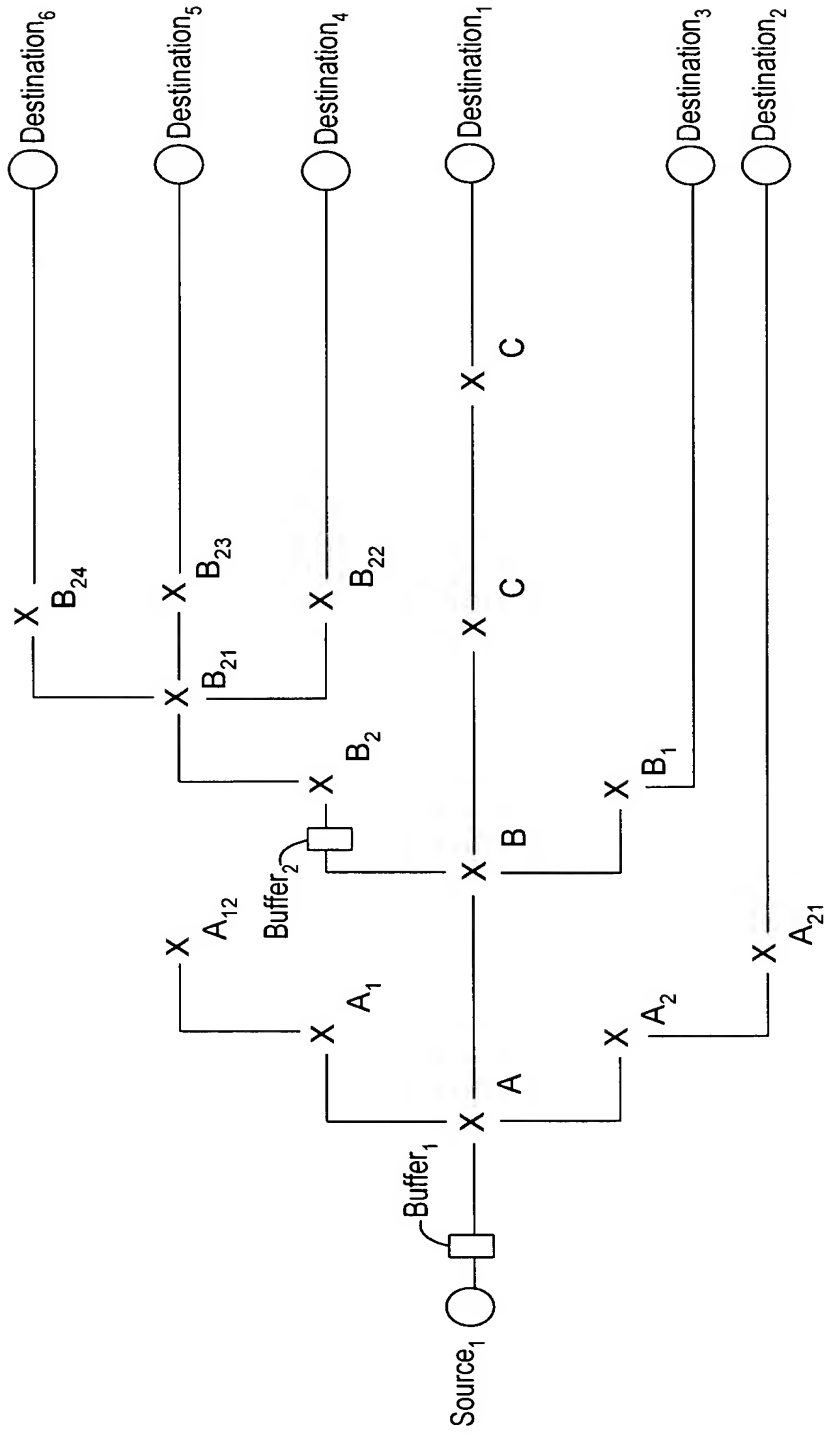 Destination₆
Destination₅
Destination₄
Destination₁
Destination₃
Destination₂
B₂₄
B₂₃
B₂₂
B₂₁
B₂
Buffer₂
A₁₂
A₁
C
C
B
B₁
A
A₂
A₂₁
Buffer₁
Source₁